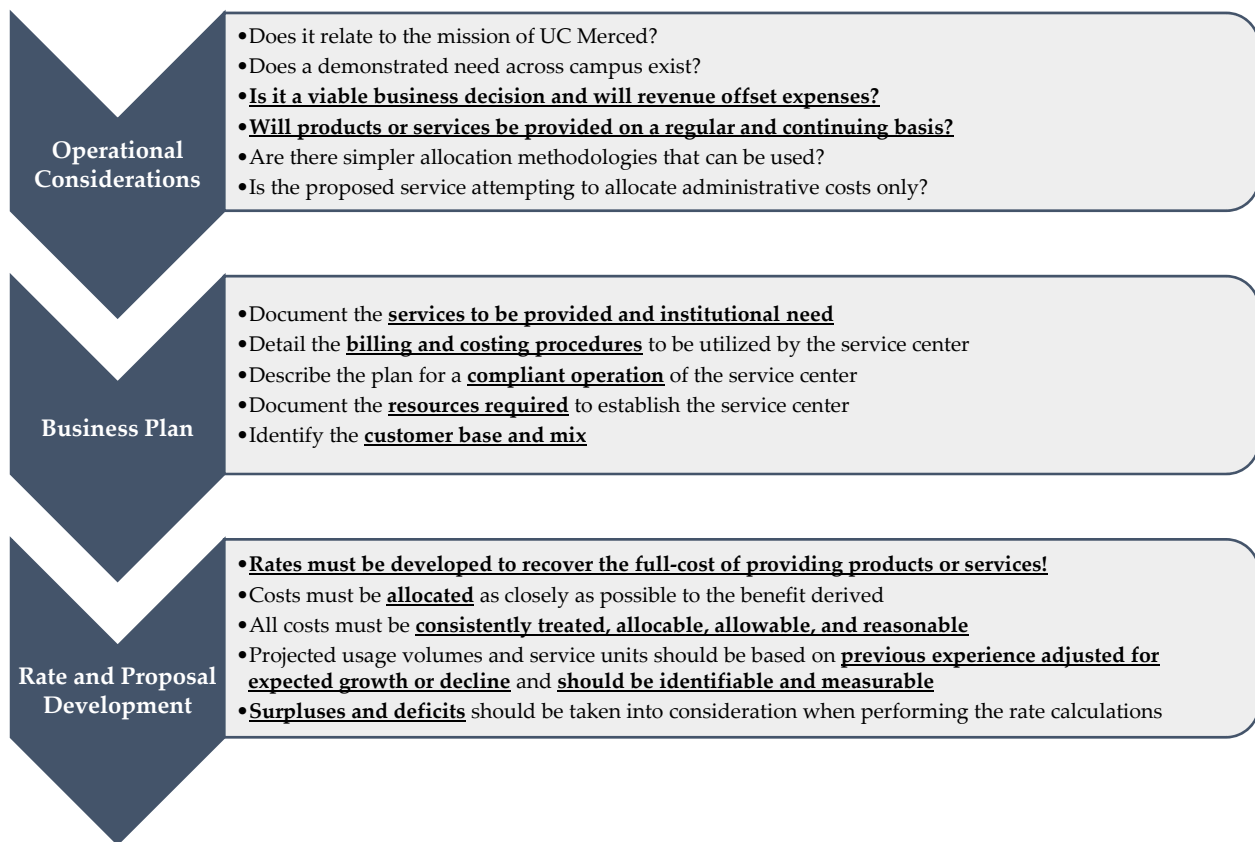 Operational
Considerations
•Does it relate to the mission of UC Merced?
•Does a demonstrated need across campus exist?
•Is it a viable business decision and will revenue offset expenses?
•Will products or services be provided on a regular and continuing basis?
•Are there simpler allocation methodologies that can be used?
•Is the proposed service attempting to allocate administrative costs only?
Business Plan
•Document the services to be provided and institutional need
•Detail the billing and costing procedures to be utilized by the service center
•Describe the plan for a compliant operation of the service center
•Document the resources required to establish the service center
•Identify the customer base and mix
Rate and Proposal
Development
•Rates must be developed to recover the full-cost of providing products or services!
•Costs must be allocated as closely as possible to the benefit derived
•All costs must be consistently treated, allocable, allowable, and reasonable
•Projected usage volumes and service units should be based on previous experience adjusted for
expected growth or decline and should be identifiable and measurable
•Surpluses and deficits should be taken into consideration when performing the rate calculations